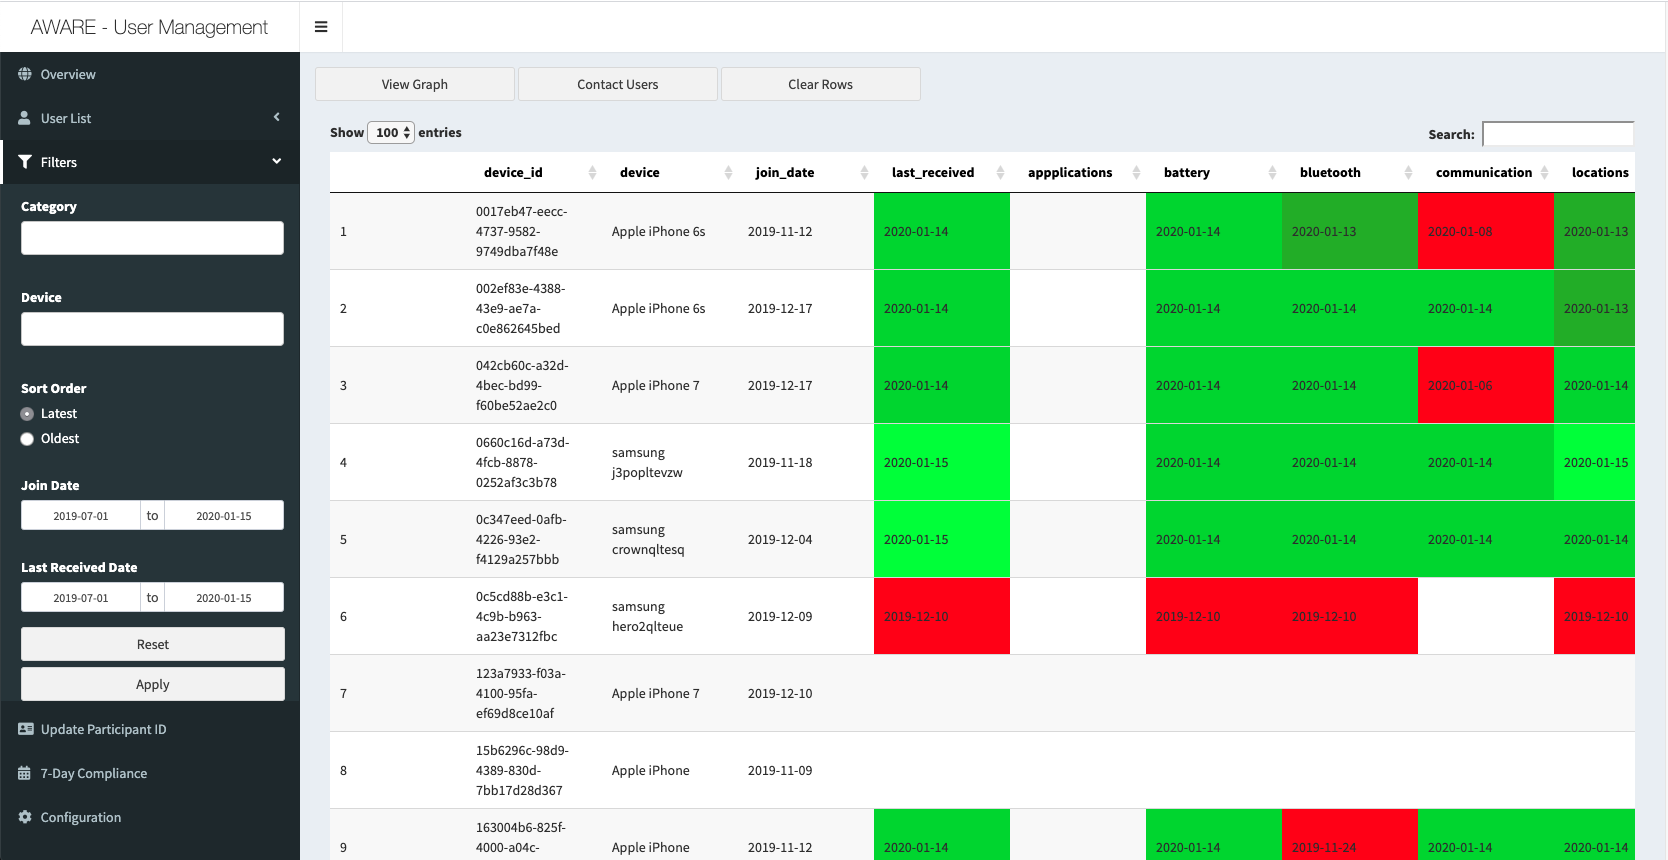 AWARE - User Management
Overview
User List
Filters
Category
Device
Sort Order
Latest
Oldest
Join Date
2019-07-01 to 2020-01-15
Last Received Date
2019-07-01 to 2020-01-15
Reset
Apply
Update Participant ID
7-Day Compliance
Configuration
View Graph Contact Users Clear Rows
Show 100 entries Search:
device_id device join_date last_received appplications battery bluetooth communication locations
0017eb47-eecc-
1 4737-9582- Apple iPhone 6s 2019-11-12 2020-01-14 2020-01-14 2020-01-13 2020-01-08 2020-01-13
9749dba7f48e
002ef83e-4388-
2 43e9-ae7a- Apple iPhone 6s 2019-12-17 2020-01-14 2020-01-14 2020-01-14 2020-01-14 2020-01-13
c0e862645bed
042cb60c-a32d-
3 4bec-bd99- Apple iPhone 7 2019-12-17 2020-01-14 2020-01-14 2020-01-14 2020-01-06 2020-01-14
f60be52ae2c0
0660c16d-a73d- samsung
4 4fcb-8878- j3popltevzw 2019-11-18 2020-01-15 2020-01-14 2020-01-14 2020-01-14 2020-01-15
0252af3c3b78
0c347eed-0afb- samsung
5 4226-93e2- crownqltesq 2019-12-04 2020-01-15 2020-01-14 2020-01-14 2020-01-14 2020-01-14
f4129a257bbb
0c5cd88b-e3c1- samsung
6 4c9b-b963- hero2qlteue 2019-12-09 2019-12-10 2019-12-10 2019-12-10 2019-12-10
aa23e7312fbc
123a7933-f03a-
7 4100-95fa- Apple iPhone 7 2019-12-10
ef69d8ce10af
15b6296c-98d9-
8 4389-830d- Apple iPhone 2019-11-09
7bb17d28d367
163004b6-825f-
9 4000-a04c- Apple iPhone 2019-11-12 2020-01-14 2020-01-14 2019-11-24 2020-01-14 2020-01-14